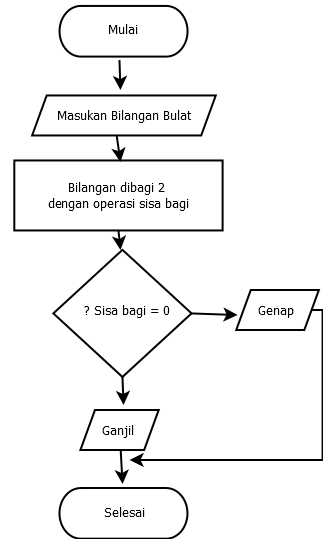 Mulai
Masukan Bilangan Bulat
Bilangan dibagi 2
dengan operasi sisa bagi
? Sisa bagi = 0
Genap
Ganjil
Selesai